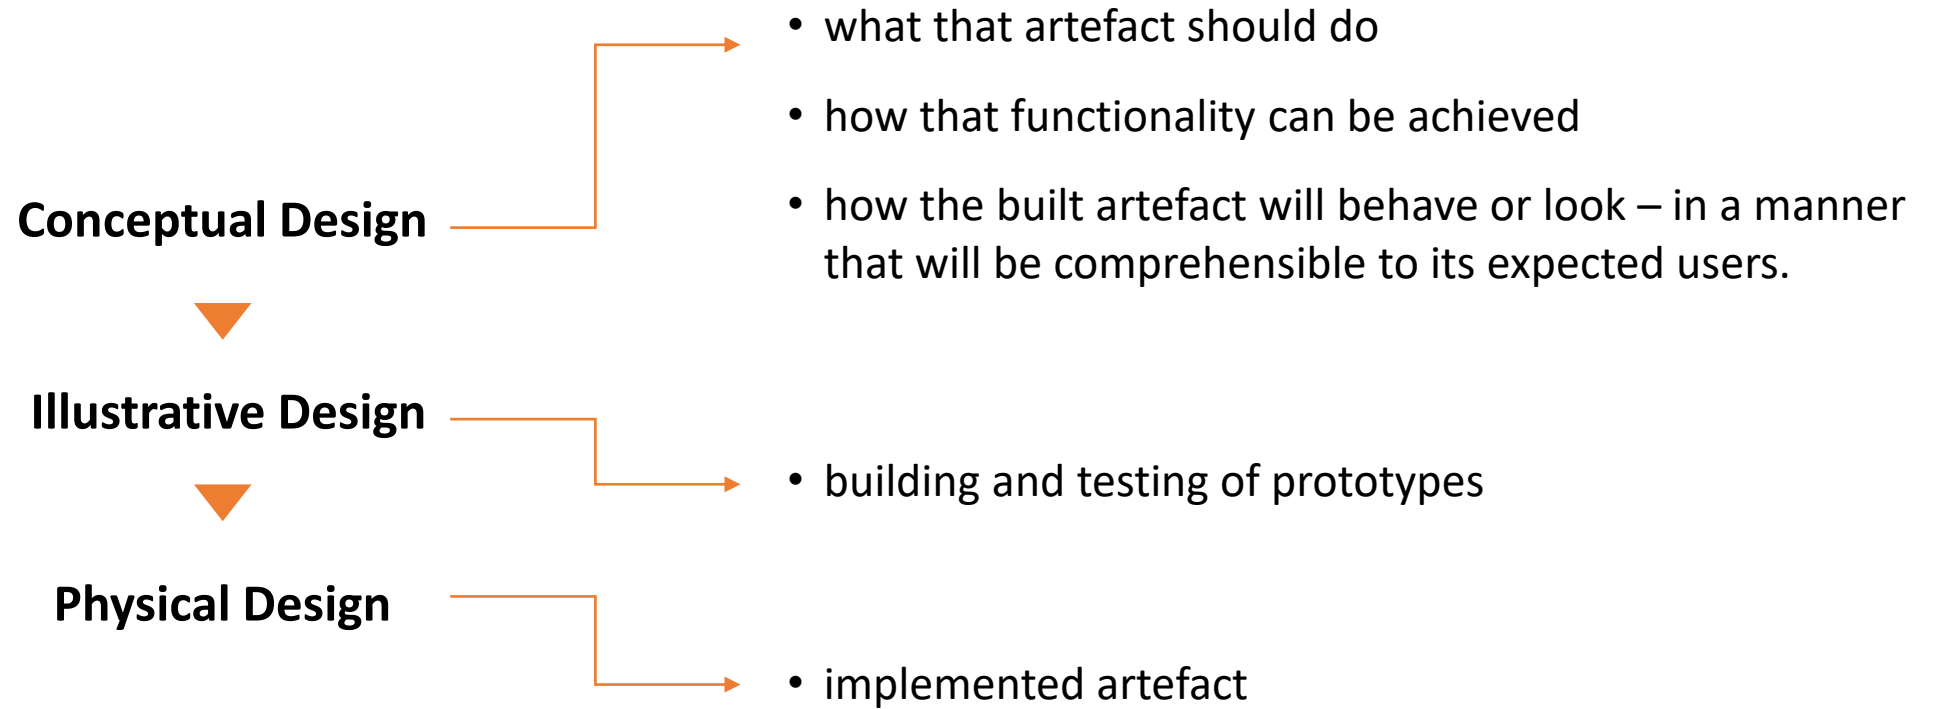 • what that artefact should do
• how that functionality can be achieved
Conceptual Design
• how the built artefact will behave or look – in a manner
that will be comprehensible to its expected users.
Illustrative Design
• building and testing of prototypes
Physical Design
• implemented artefact